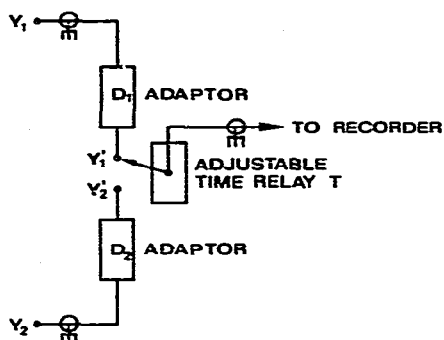 Y₁
D₁ ADAPTOR
TO RECORDER
Y₁'
ADJUSTABLE
TIME RELAY T
Y₂'
D₂ ADAPTOR
Y₂